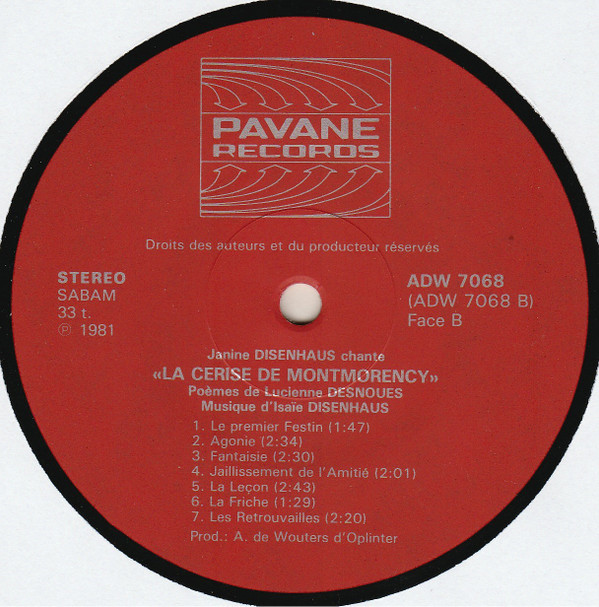 PAVANE
RECORDS
Droits des auteurs et du producteur réservés
STEREO
SABAM
33 t.
℗ 1981
ADW 7068
(ADW 7068 B)
Face B
Janine DISENHAUS chante
«LA CERISE DE MONTMORENCY»
Poèmes de Lucienne DESNOUES
Musique d'Isaïe DISENHAUS
1. Le premier Festin (1:47)
2. Agonie (2:34)
3. Fantaisie (2:30)
4. Jaillissement de l'Amitié (2:01)
5. La Leçon (2:43)
6. La Friche (1:29)
7. Les Retrouvailles (2:20)
Prod.: A. de Wouters d'Oplinter